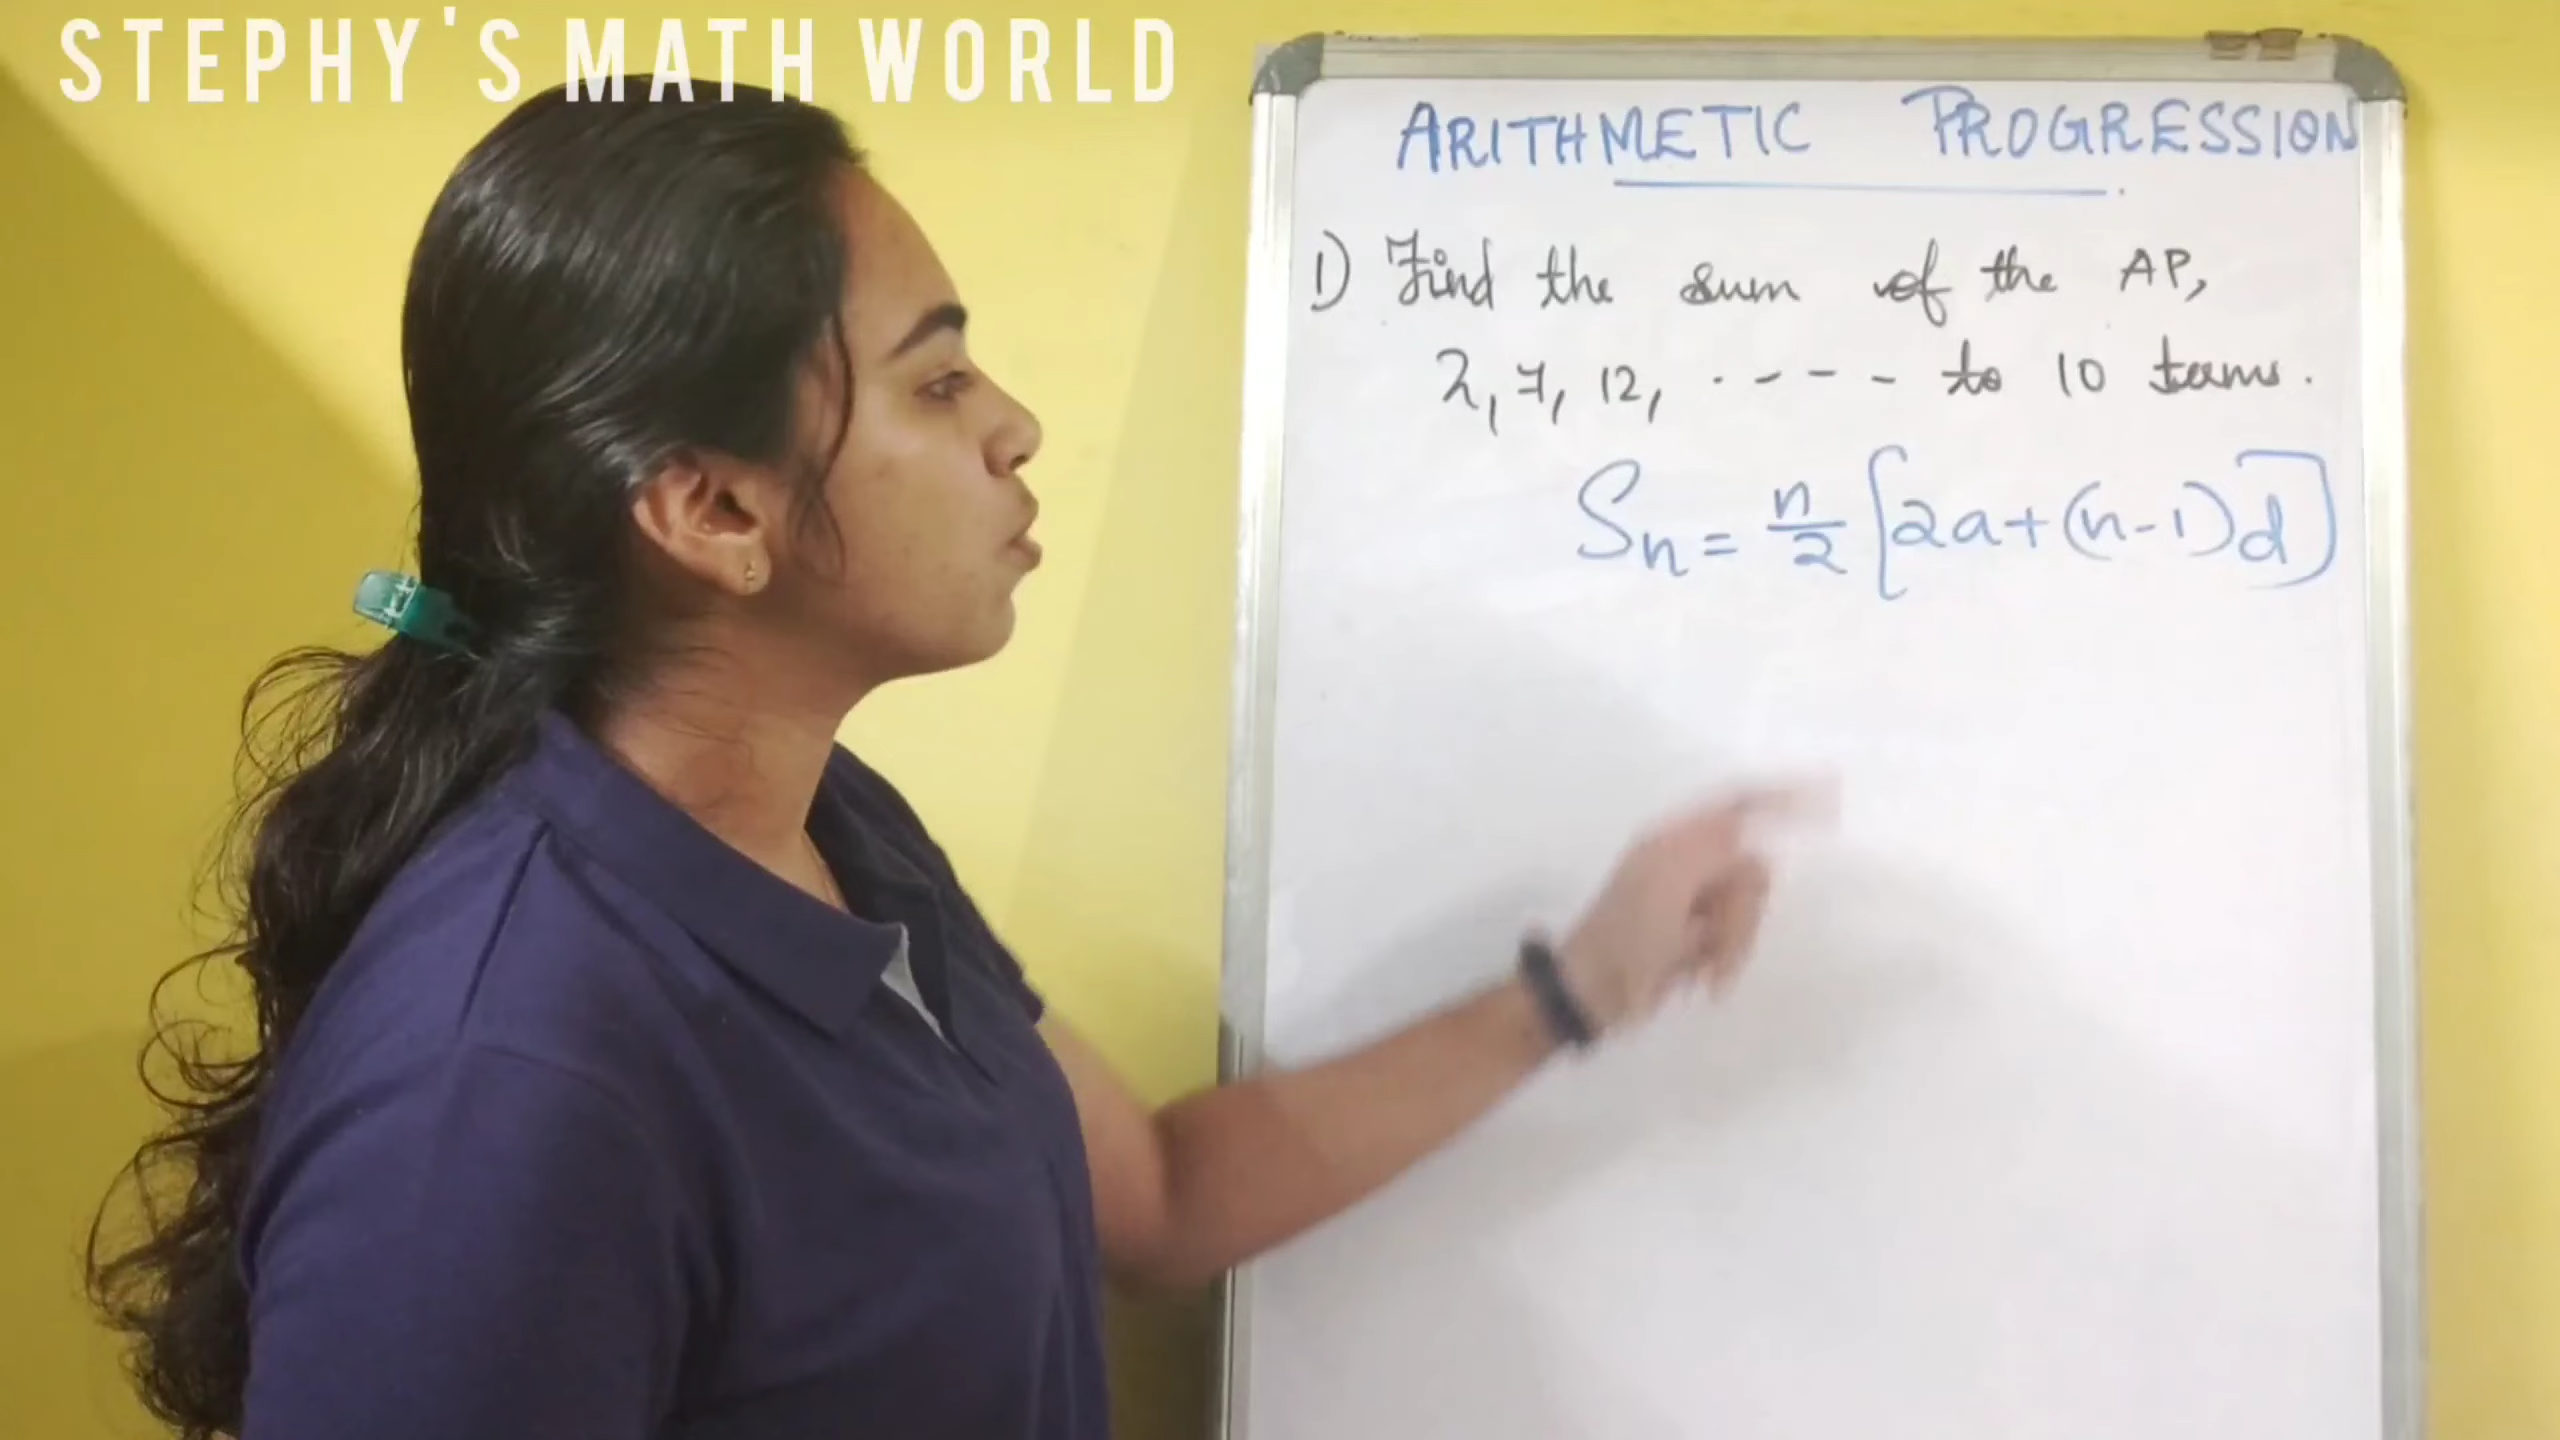 STEPHY'S MATH WORLD
ARITHMETIC PROGRESSION
1) Find the sum of the AP,
2, 7, 12, ----- to 10 terms.
Sn = n/2 [2a+(n-1)d]